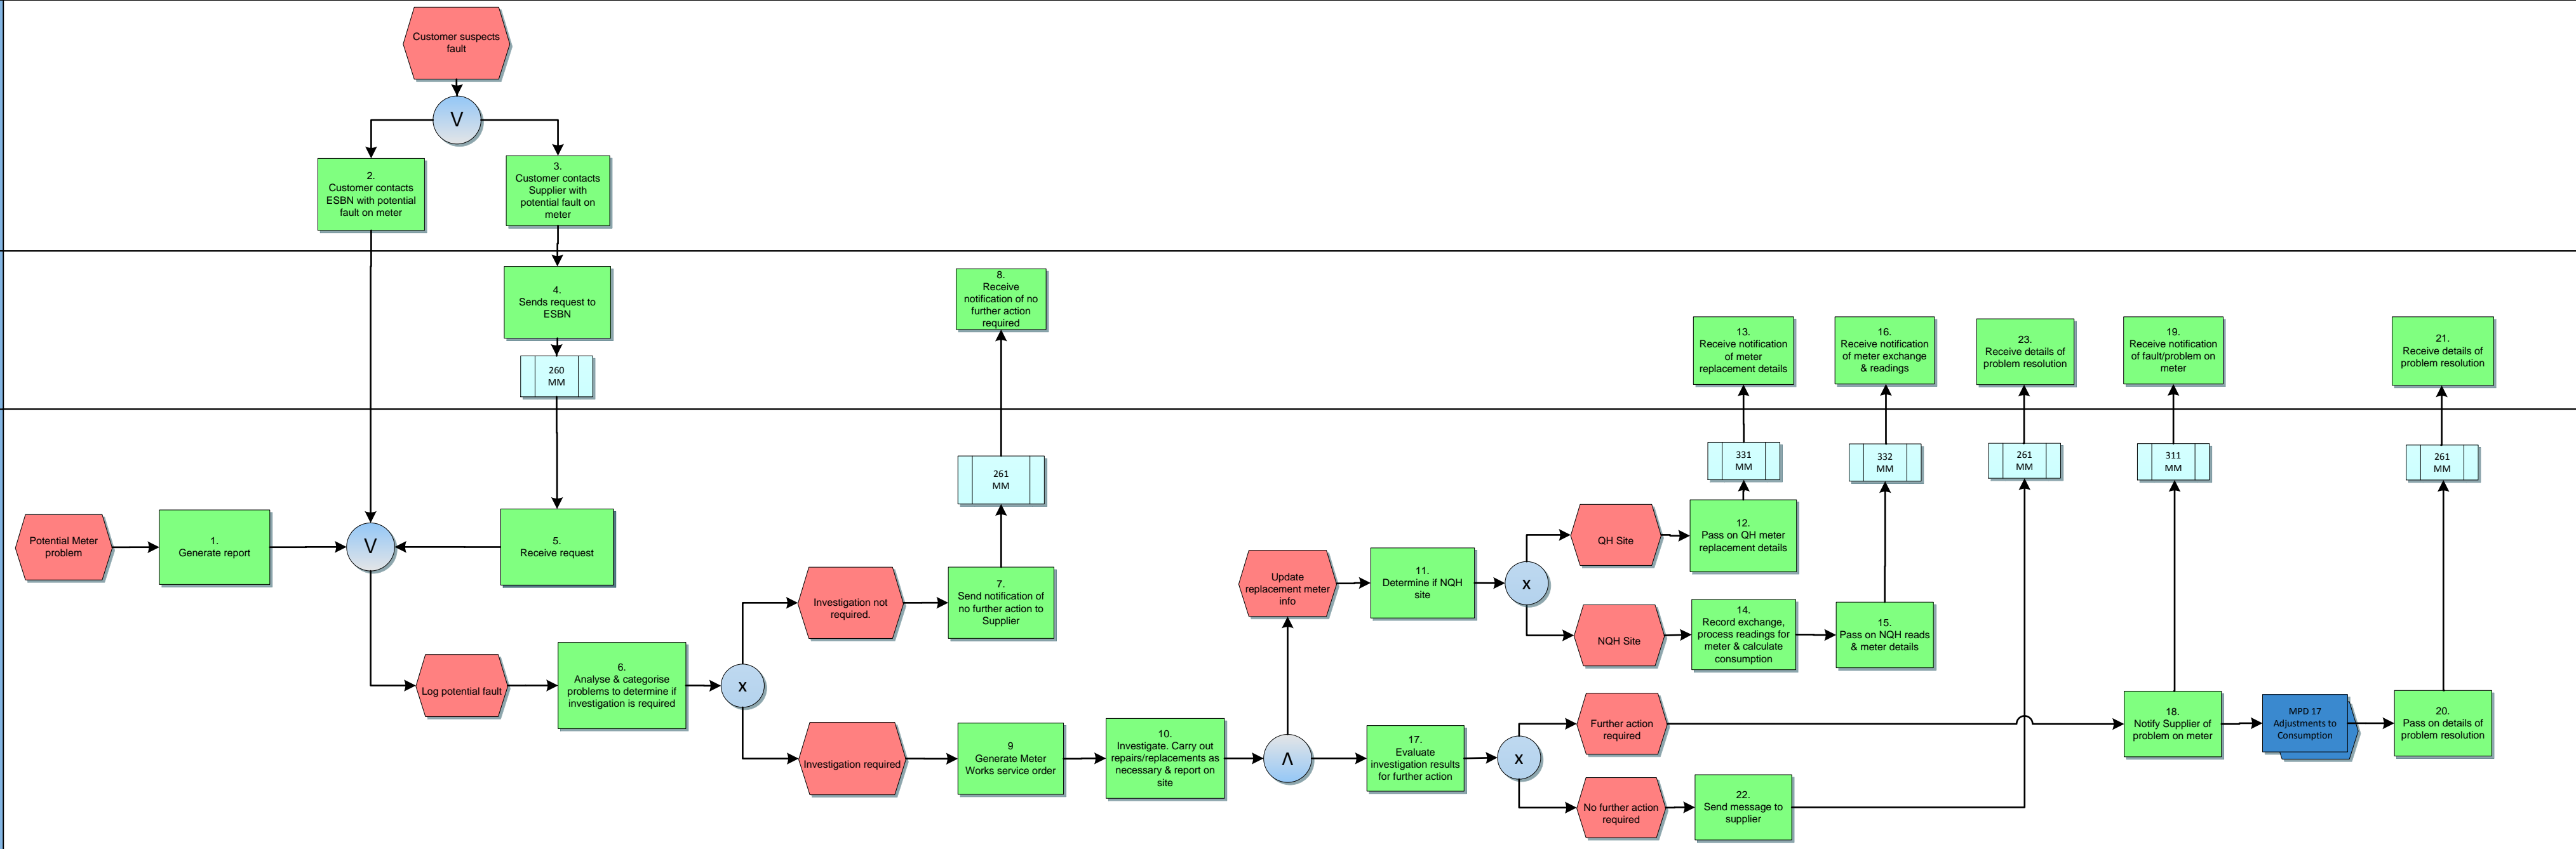 Customer suspects
fault
V
2.
Customer contacts
ESBN with potential
fault on meter
3.
Customer contacts
Supplier with
potential fault on
meter
4.
Sends request to
ESBN
260
MM
8.
Receive
notification of no
further action
required
13.
Receive notification
of meter
replacement details
16.
Receive notification
of meter exchange
& readings
23.
Receive details of
problem resolution
19.
Receive notification
of fault/problem on
meter
21.
Receive details of
problem resolution
261
MM
331
MM
332
MM
261
MM
311
MM
261
MM
Potential Meter
problem
1.
Generate report
V
5.
Receive request
Log potential fault
6.
Analyse & categorise
problems to determine if
investigation is required
X
Investigation not
required.
7.
Send notification of
no further action to
Supplier
Investigation required
9
Generate Meter
Works service order
10.
Investigate. Carry out
repairs/replacements as
necessary & report on
site
Λ
Update
replacement meter
info
11.
Determine if NQH
site
X
QH Site
12.
Pass on QH meter
replacement details
NQH Site
14.
Record exchange,
process readings for
meter & calculate
consumption
15.
Pass on NQH reads
& meter details
17.
Evaluate
investigation results
for further action
X
Further action
required
18.
Notify Supplier of
problem on meter
MPD 17
Adjustments to
Consumption
20.
Pass on details of
problem resolution
No further action
required
22.
Send message to
supplier